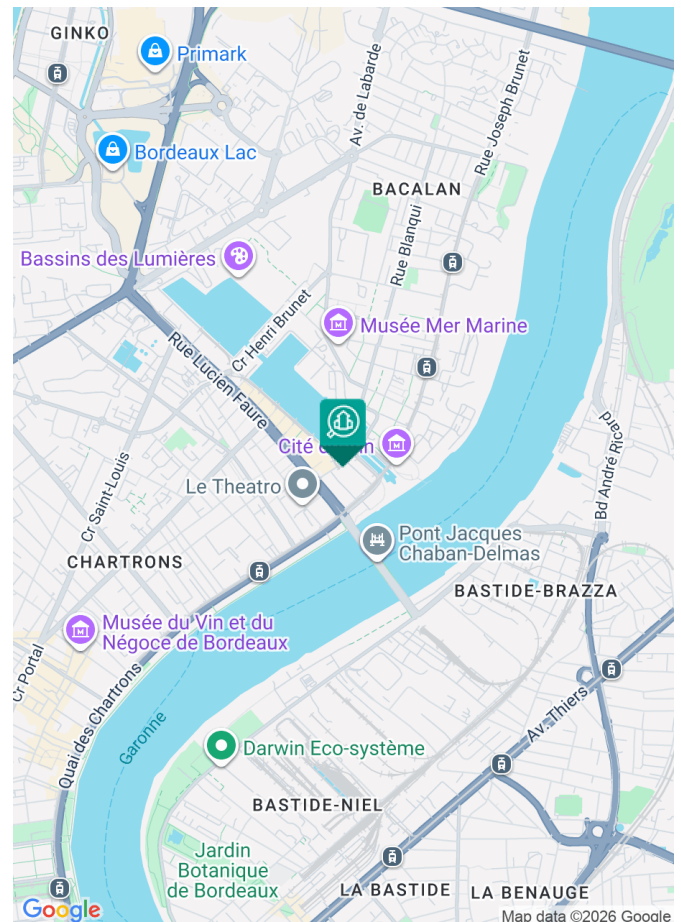 GINKO
Primark
Av. de Labarde
Rue Joseph Brunet
Bordeaux Lac
BACALAN
Rue Blanqui
Bassins des Lumières
Cr Henri Brunet
Musée Mer Marine
Rue Lucien Faure
Cité
Bd André Ricard
Cr Saint-Louis
Le Theatro
Pont Jacques
Chaban-Delmas
CHARTRONS
BASTIDE-BRAZZA
Musée du Vin et du
Négoce de Bordeaux
Cr Portal
Quai des Chartrons
Garonne
Av. Thiers
Darwin Eco-système
BASTIDE-NIEL
Jardin
Botanique
de Bordeaux
LA BASTIDE
LA BENAUGE
Google
Map data ©2026 Google